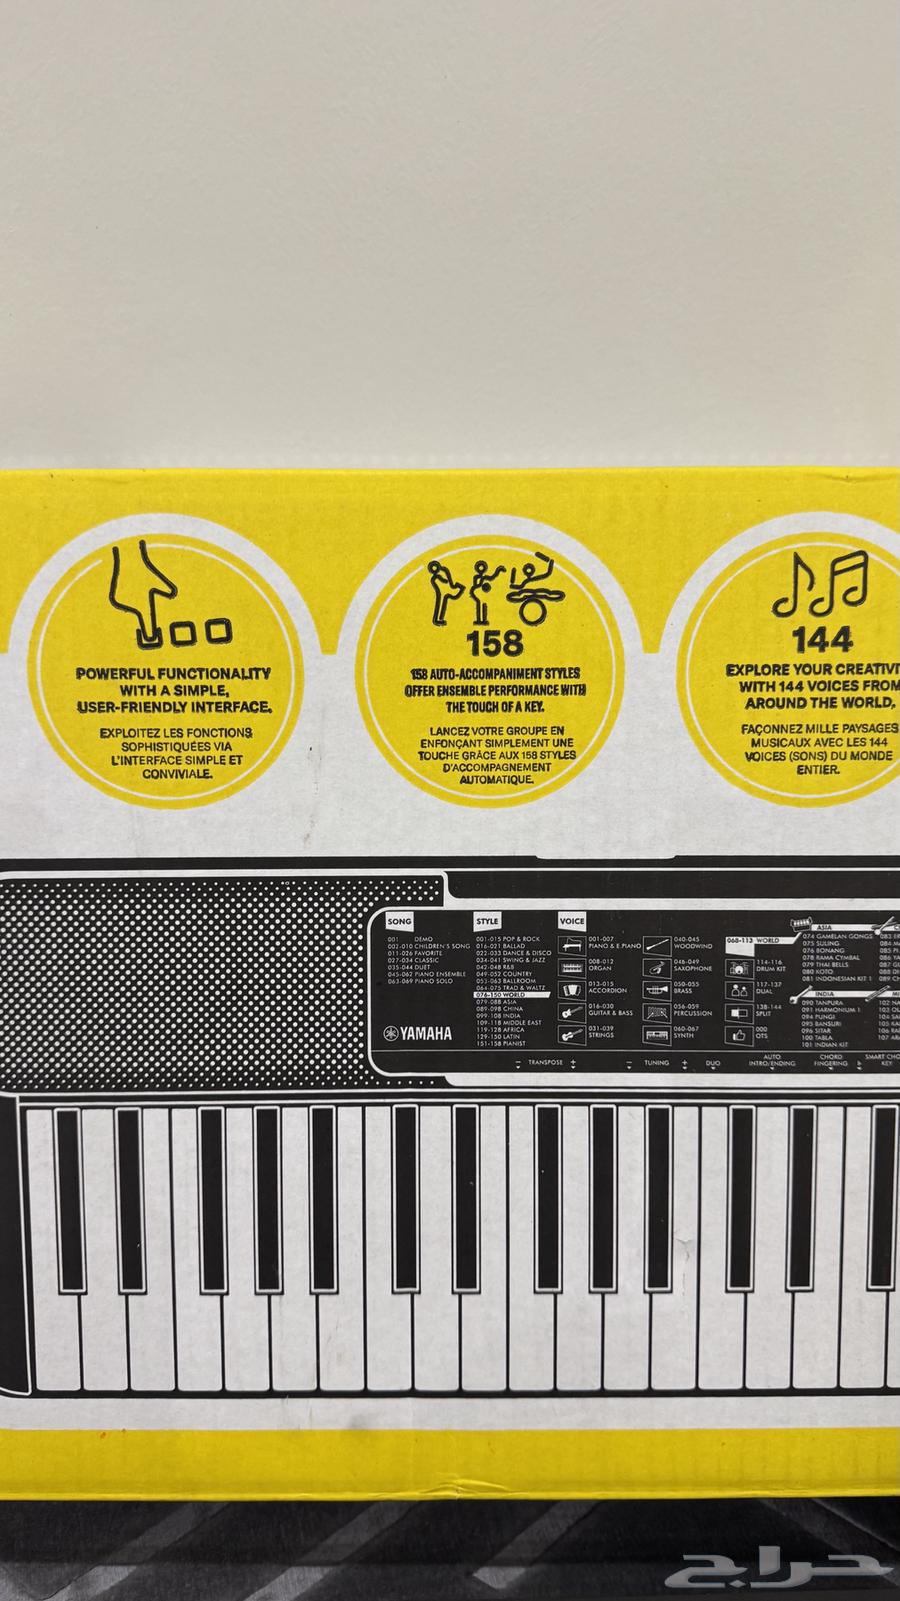 POWERFUL FUNCTIONALITY
WITH A SIMPLE,
USER-FRIENDLY INTERFACE.
EXPLOITEZ LES FONCTIONS
SOPHISTIQUÉES VIA
L'INTERFACE SIMPLE ET
CONVIVIALE.
158
158 AUTO-ACCOMPANIMENT STYLES
OFFER ENSEMBLE PERFORMANCE WITH
THE TOUCH OF A KEY.
LANCEZ VOTRE GROUPE EN
ENFONÇANT SIMPLEMENT UNE
TOUCHE GRÂCE AUX 158 STYLES
D'ACCOMPAGNEMENT
AUTOMATIQUE.
144
EXPLORE YOUR CREATIVI
WITH 144 VOICES FROM
AROUND THE WORLD.
FAÇONNEZ MILLE PAYSAGES
MUSICAUX AVEC LES 144
VOICES (SONS) DU MONDE
ENTIER.
SONG
001 DEMO
002-010 CHILDREN'S SONG
011-026 FAVORITE
027-034 CLASSIC
035-044 DUET
045-062 PIANO ENSEMBLE
063-069 PIANO SOLO
YAMAHA
STYLE
001-015 POP & ROCK
016-021 BALLAD
022-033 DANCE & DISCO
034-041 SWING & JAZZ
042-048 R&B
049-052 COUNTRY
053-063 BALLROOM
064-075 TRAD & WALTZ
076-150 WORLD
079-088 ASIA
089-098 CHINA
099-108 INDIA
109-118 MIDDLE EAST
119-128 AFRICA
129-150 LATIN
151-158 PIANIST
VOICE
001-007
PIANO & E.PIANO
008-012
ORGAN
013-015
ACCORDION
016-030
GUITAR & BASS
031-039
STRINGS
040-045
WOODWIND
046-049
SAXOPHONE
050-055
BRASS
056-059
PERCUSSION
060-067
SYNTH
068-113 WORLD
114-116
DRUM KIT
117-137
DUAL
138-144
SPLIT
000
OTS
ASIA
074 GAMELAN GONGS
075 SULING
076 BONANG
078 RAMA CYMBAL
079 THAI BELLS
080 KOTO
081 INDONESIAN KIT 1
INDIA
090 TANPURA
091 HARMONIUM 1
094 PUNGI
095 BANSURI
096 SITAR
100 TABLA
101 INDIAN KIT
− TRANSPOSE +
− TUNING +
DUO
AUTO
INTRO/ENDING
CHORD
FINGERING
SMART CHO
KEY
حراج